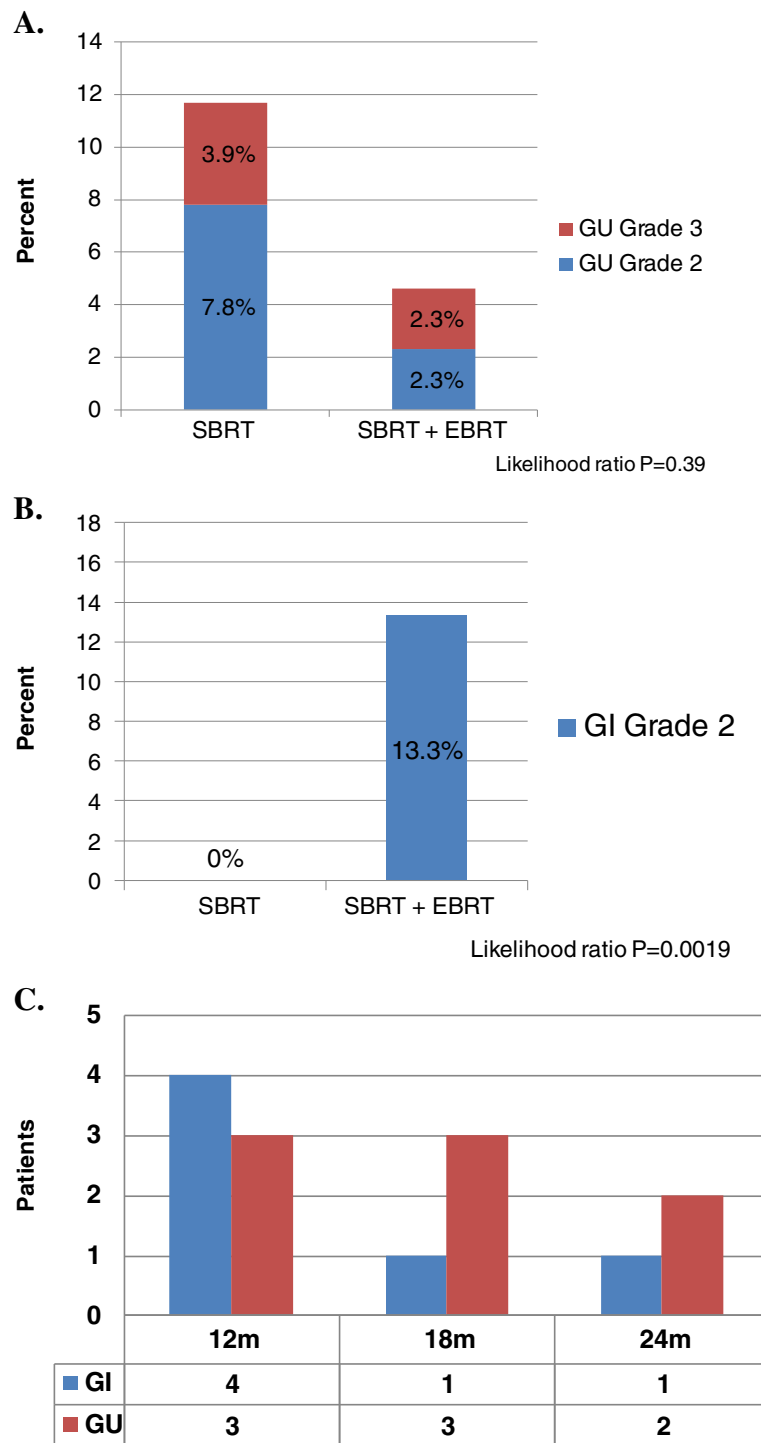 A.
14
12
10
8
6
4
2
0
Percent
3.9%
7.8%
2.3%
2.3%
SBRT
SBRT + EBRT
GU Grade 3
GU Grade 2
Likelihood ratio P=0.39
B.
18
16
14
12
10
8
6
4
2
0
Percent
0%
13.3%
SBRT
SBRT + EBRT
GI Grade 2
Likelihood ratio P=0.0019
C.
5
4
3
2
1
0
Patients
12m 18m 24m
GI 4 1 1
GU 3 3 2